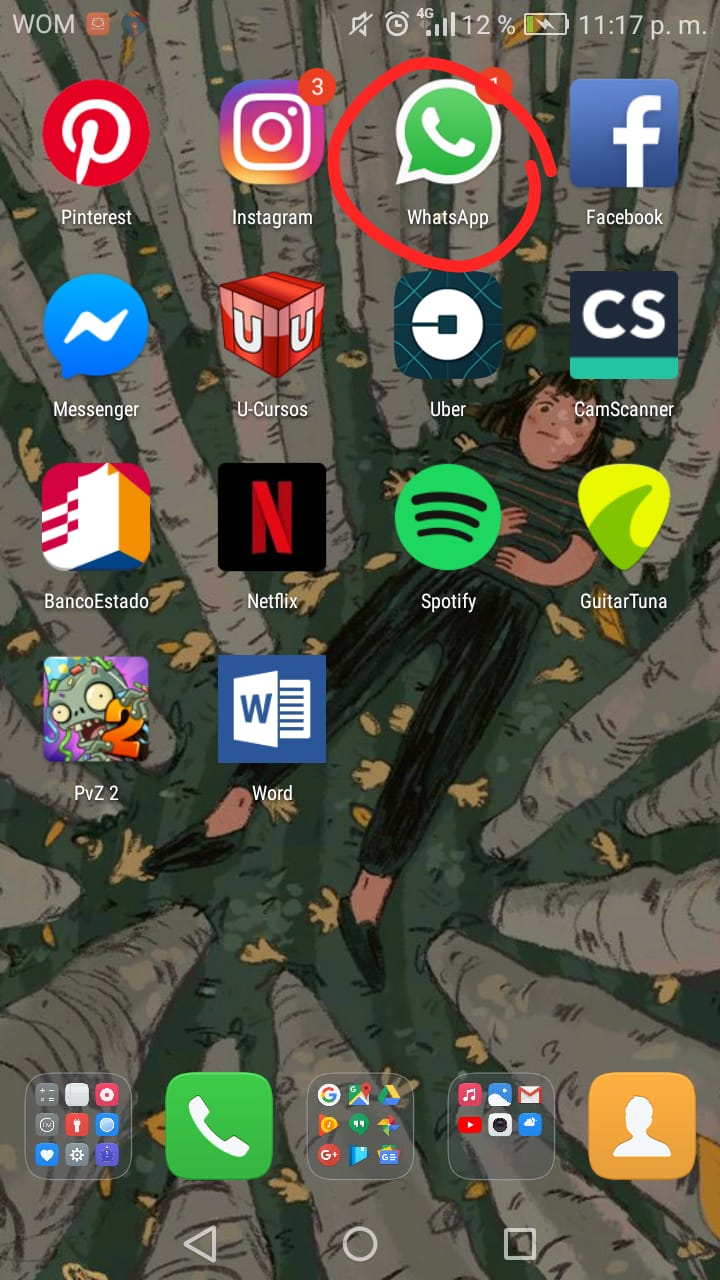 WOM 4G 12 % 11:17 p. m.
3 1
Pinterest Instagram WhatsApp Facebook
U U CS
Messenger U-Cursos Uber CamScanner
N
BancoEstado Netflix Spotify GuitarTuna
2 W
PvZ 2 Word